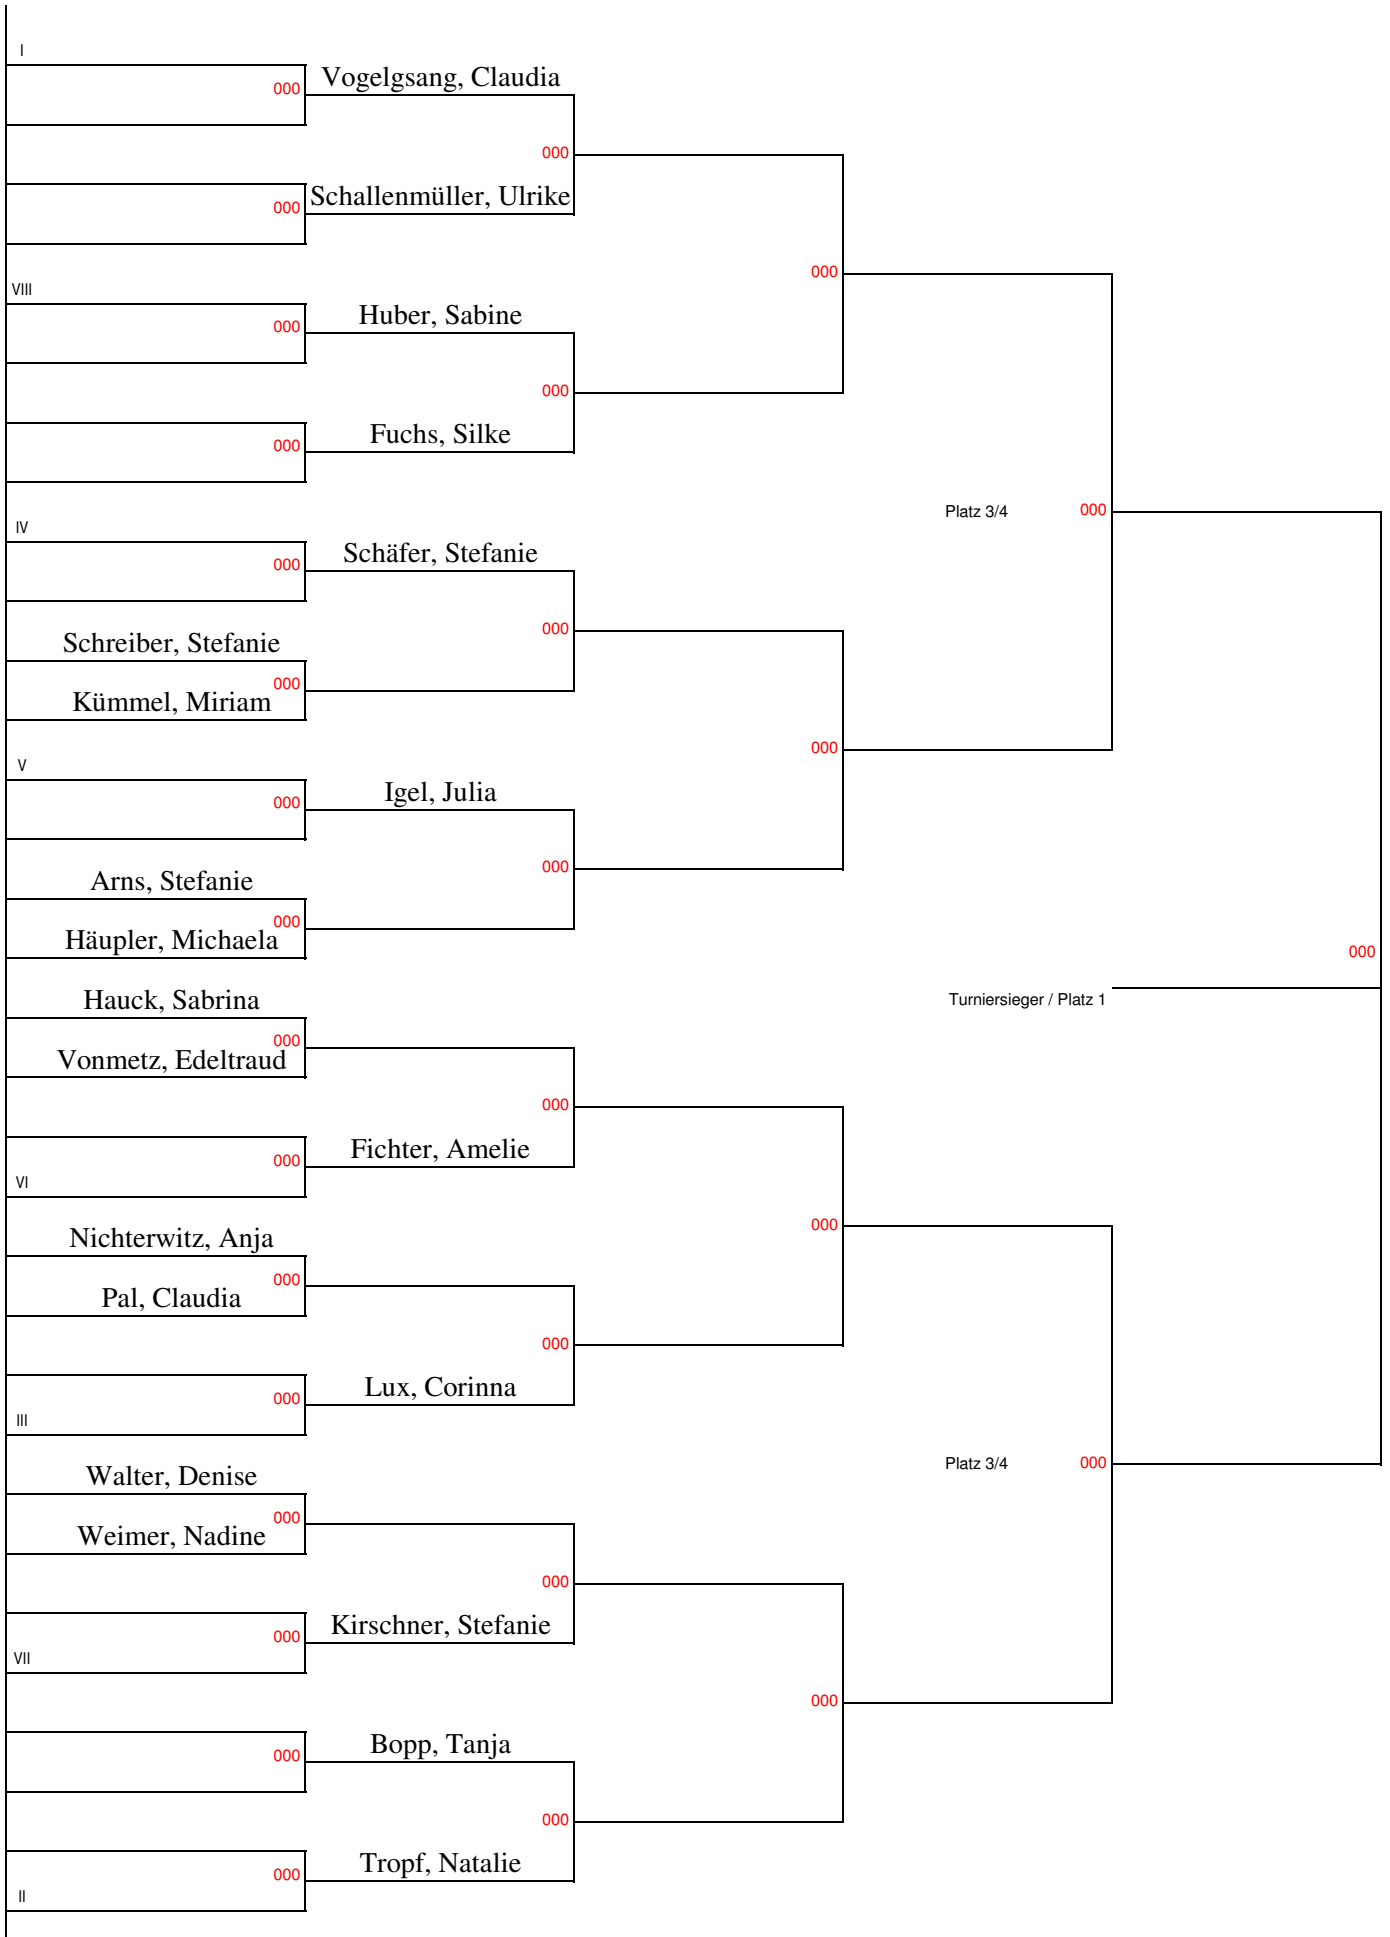 I
000
Vogelgsang, Claudia
000
000
Schallenmüller, Ulrike
000
VIII
000
Huber, Sabine
000
000
Fuchs, Silke
Platz 3/4
000
IV
000
Schäfer, Stefanie
000
Schreiber, Stefanie
000
Kümmel, Miriam
000
V
000
Igel, Julia
000
Arns, Stefanie
000
Häupler, Michaela
000
Turniersieger / Platz 1
Hauck, Sabrina
000
Vonmetz, Edeltraud
000
000
Fichter, Amelie
VI
000
Nichterwitz, Anja
000
Pal, Claudia
000
000
Lux, Corinna
III
Platz 3/4
000
Walter, Denise
000
Weimer, Nadine
000
000
Kirschner, Stefanie
VII
000
000
Bopp, Tanja
000
000
Tropf, Natalie
II